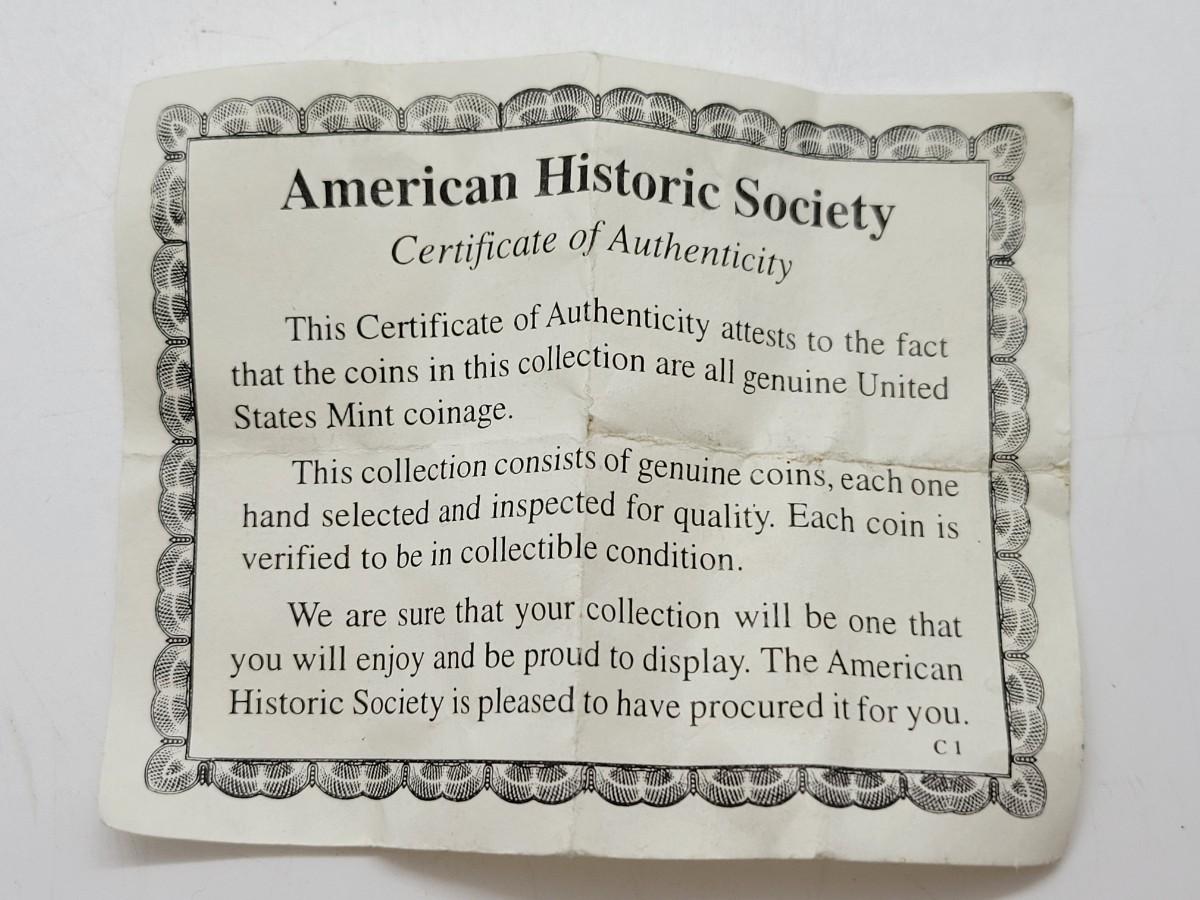 American Historic Society
Certificate of Authenticity
This Certificate of Authenticity attests to the fact
that the coins in this collection are all genuine United
States Mint coinage.
This collection consists of genuine coins, each one
hand selected and inspected for quality. Each coin is
verified to be in collectible condition.
We are sure that your collection will be one that
you will enjoy and be proud to display. The American
Historic Society is pleased to have procured it for you.
C 1